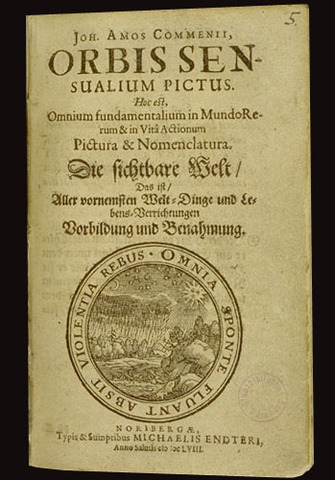 5.
JOH. AMOS COMMENII,
ORBIS SEN-
SUALIUM PICTUS.
Hoc est,
Omnium fundamentalium in Mundo Re-
rum & in Vitâ Actionum
Pictura & Nomenclatura.
Die sichtbare Welt/
Das ist/
Aller vornemsten Welt-Dinge und Le-
bens-Verrichtungen
Vorbildung und Benahmung.
OMNIA SPONTE FLUANT ABSIT VIOLENTIA REBUS
NORIBERGÆ,
Typis & Sumptibus MICHAELIS ENDTERI,
Anno Salutis cIↄ Ioc LVIII.